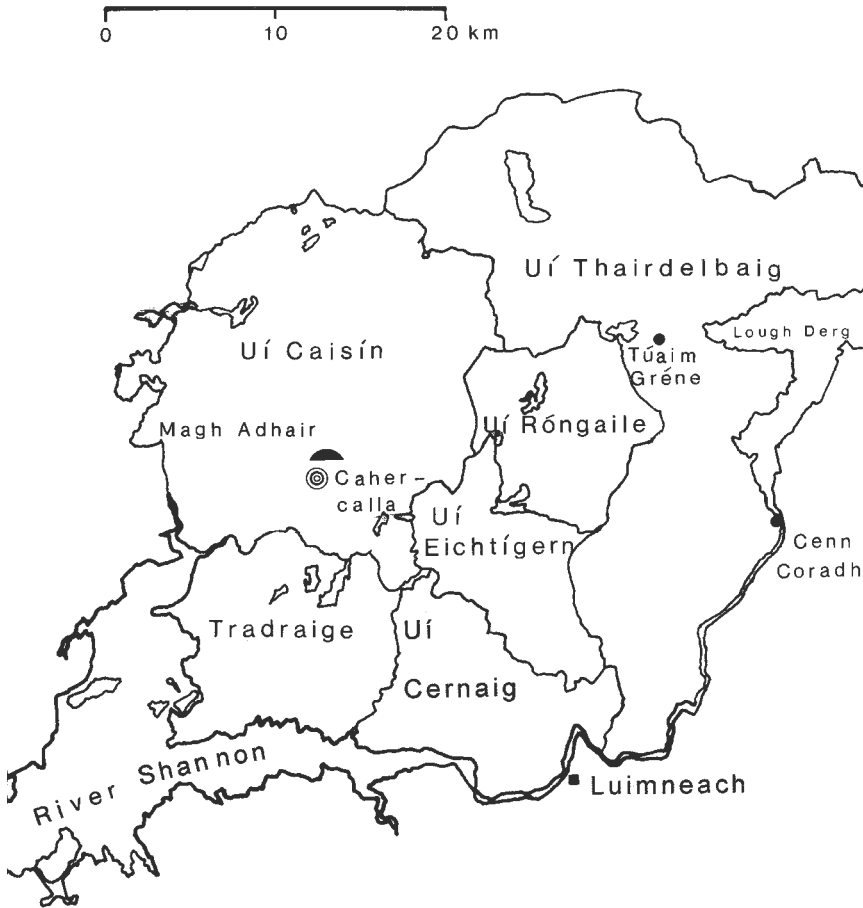 0 10 20 km
Uí Thairdelbaig
Lough Derg
Túaim
Gréne
Uí Caisín
Uí Róngaile
Magh Adhair
Caher-
calla
Uí
Eichtígern
Cenn
Coradh
Tradraige
Uí
Cernaig
River Shannon
Luimneach